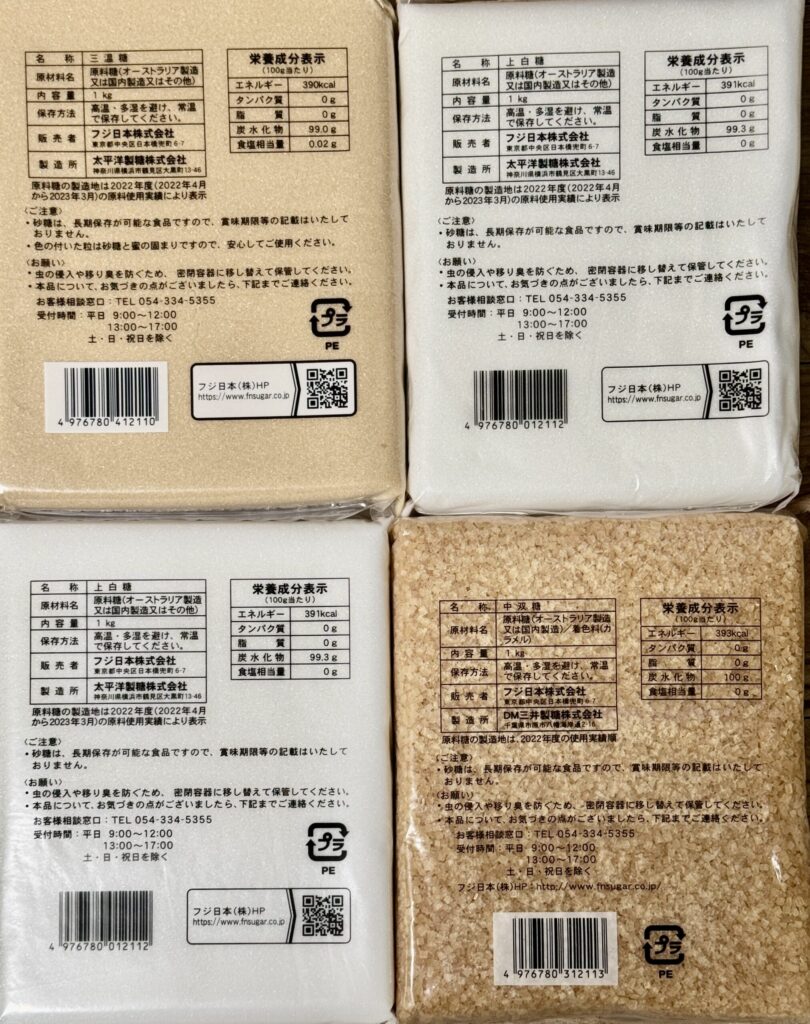 名 称 三温糖
原材料名 原料糖(オーストラリア製造
又は国内製造又はその他)
内容量 1 kg
保存方法 高温・多湿を避け、常温
で保存してください。
販売者 フジ日本株式会社
東京都中央区日本橋兜町 6-7
製造所 太平洋製糖株式会社
神奈川県横浜市鶴見区大黒町13-46
原料糖の製造地は2022年度(2022年4月
から2023年3月)の原料使用実績により表示
栄養成分表示
(100g当たり)
エネルギー 390kcal
タンパク質 0 g
脂質 0 g
炭水化物 99.0 g
食塩相当量 0.02 g
〈ご注意〉
・砂糖は、長期保存が可能な食品ですので、賞味期限等の記載はいたして
おりません。
・色の付いた粒は砂糖と蜜の固まりですので、安心してご使用ください。
〈お願い〉
・虫の侵入や移り臭を防ぐため、密閉容器に移し替えて保管してください。
・本品について、お気づきの点がございましたら、下記までご連絡ください。
お客様相談窓口:TEL 054-334-5355
受付時間:平日 9:00〜12:00
13:00〜17:00
土・日・祝日を除く
プラ
PE
4 976780 412110
フジ日本(株)HP
https://www.fnsugar.co.jp
名 称 上白糖
原材料名 原料糖(オーストラリア製造
又は国内製造又はその他)
内容量 1 kg
保存方法 高温・多湿を避け、常温
で保存してください。
販売者 フジ日本株式会社
東京都中央区日本橋兜町 6-7
製造所 太平洋製糖株式会社
神奈川県横浜市鶴見区大黒町13-46
原料糖の製造地は2022年度(2022年4月
から2023年3月)の原料使用実績により表示
栄養成分表示
(100g当たり)
エネルギー 391kcal
タンパク質 0 g
脂質 0 g
炭水化物 99.3 g
食塩相当量 0 g
〈ご注意〉
・砂糖は、長期保存が可能な食品ですので、賞味期限等の記載はいたして
おりません。
〈お願い〉
・虫の侵入や移り臭を防ぐため、密閉容器に移し替えて保管してください。
・本品について、お気づきの点がございましたら、下記までご連絡ください。
お客様相談窓口:TEL 054-334-5355
受付時間:平日 9:00〜12:00
13:00〜17:00
土・日・祝日を除く
プラ
PE
4 976780 012112
フジ日本(株)HP
https://www.fnsugar.co.jp
名 称 上白糖
原材料名 原料糖(オーストラリア製造
又は国内製造又はその他)
内容量 1 kg
保存方法 高温・多湿を避け、常温
で保存してください。
販売者 フジ日本株式会社
東京都中央区日本橋兜町 6-7
製造所 太平洋製糖株式会社
神奈川県横浜市鶴見区大黒町13-46
原料糖の製造地は2022年度(2022年4月
から2023年3月)の原料使用実績により表示
栄養成分表示
(100g当たり)
エネルギー 391kcal
タンパク質 0 g
脂質 0 g
炭水化物 99.3 g
食塩相当量 0 g
〈ご注意〉
・砂糖は、長期保存が可能な食品ですので、賞味期限等の記載はいたして
おりません。
〈お願い〉
・虫の侵入や移り臭を防ぐため、密閉容器に移し替えて保管してください。
・本品について、お気づきの点がございましたら、下記までご連絡ください。
お客様相談窓口:TEL 054-334-5355
受付時間:平日 9:00〜12:00
13:00〜17:00
土・日・祝日を除く
プラ
PE
4 976780 012112
フジ日本(株)HP
https://www.fnsugar.co.jp
名 称 中双糖
原材料名 原料糖(オーストラリア製造
又は国内製造)/着色料(カ
ラメル)
内容量 1kg
保存方法 高温・多湿を避け、常温
で保存してください。
販売者 フジ日本株式会社
東京都中央区日本橋兜町6-7
製造所 DM三井製糖株式会社
千葉県市原市八幡海岸通2-16
原料糖の製造地は、2022年度の使用実績順
栄養成分表示
(100g当たり)
エネルギー 393kcal
タンパク質 0 g
脂質 0 g
炭水化物 100 g
食塩相当量 0 g
〈ご注意〉
・砂糖は、長期保存が可能な食品ですので、賞味期限等の記載はいたして
おりません。
〈お願い〉
・虫の侵入や移り臭を防ぐため、密閉容器に移し替えて保管してください。
・本品について、お気づきの点がございましたら、下記までご連絡ください。
お客様相談窓口:TEL 054-334-5355
受付時間:平日 9:00〜12:00
13:00〜17:00
土・日・祝日を除く
フジ日本(株)HP:http://www.fnsugar.co.jp/
4 976780 312113
プラ
PE